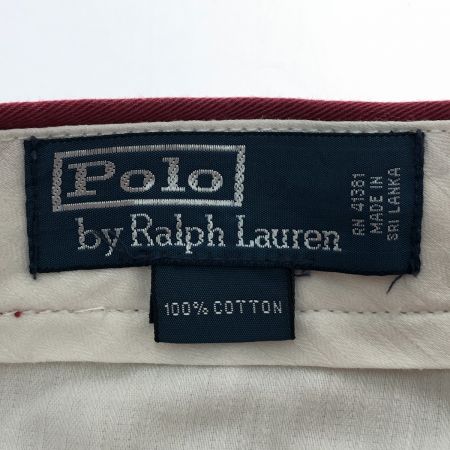 Polo
by Ralph Lauren
RN 41381
MADE IN
SRI LANKA
100% COTTON